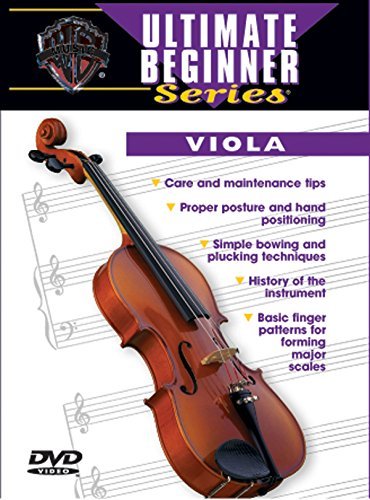 MUSIC
®
ULTIMATE
BEGINNER
Series®
VIOLA
Care and maintenance tips
Proper posture and hand
positioning
Simple bowing and
plucking techniques
History of the
instrument
Basic finger
patterns for
forming
major
scales
DVD
VIDEO